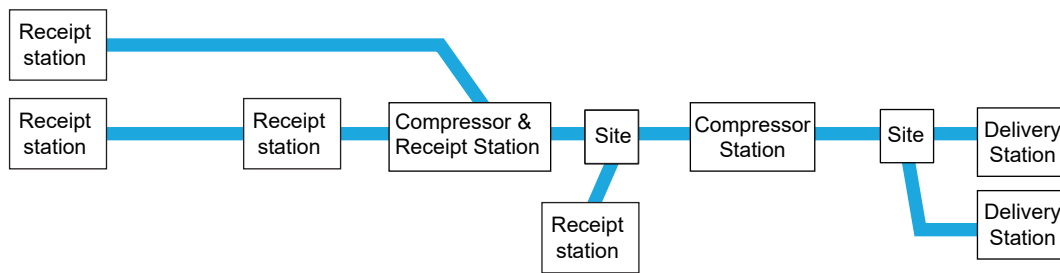 Receipt
station
Receipt
station
Receipt
station
Compressor &
Receipt Station
Site
Compressor
Station
Site
Delivery
Station
Receipt
station
Delivery
Station